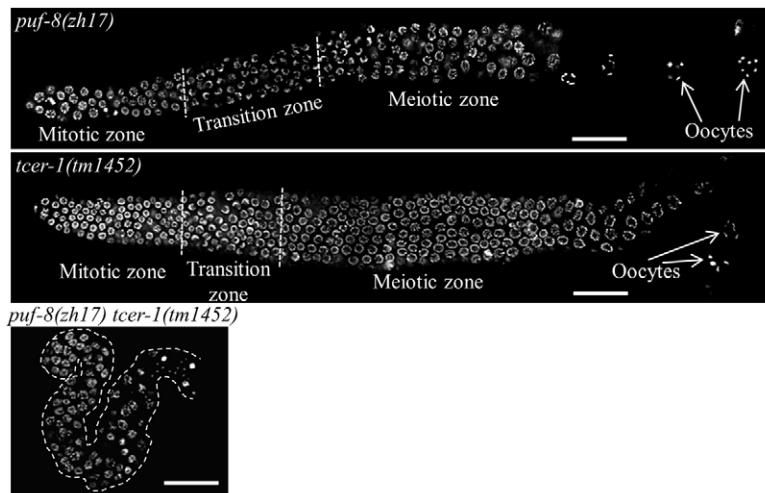 puf-8(zh17)
Mitotic zone
Transition zone
Meiotic zone
Oocytes
tcer-1(tm1452)
Mitotic zone
Transition
zone
Meiotic zone
Oocytes
puf-8(zh17) tcer-1(tm1452)